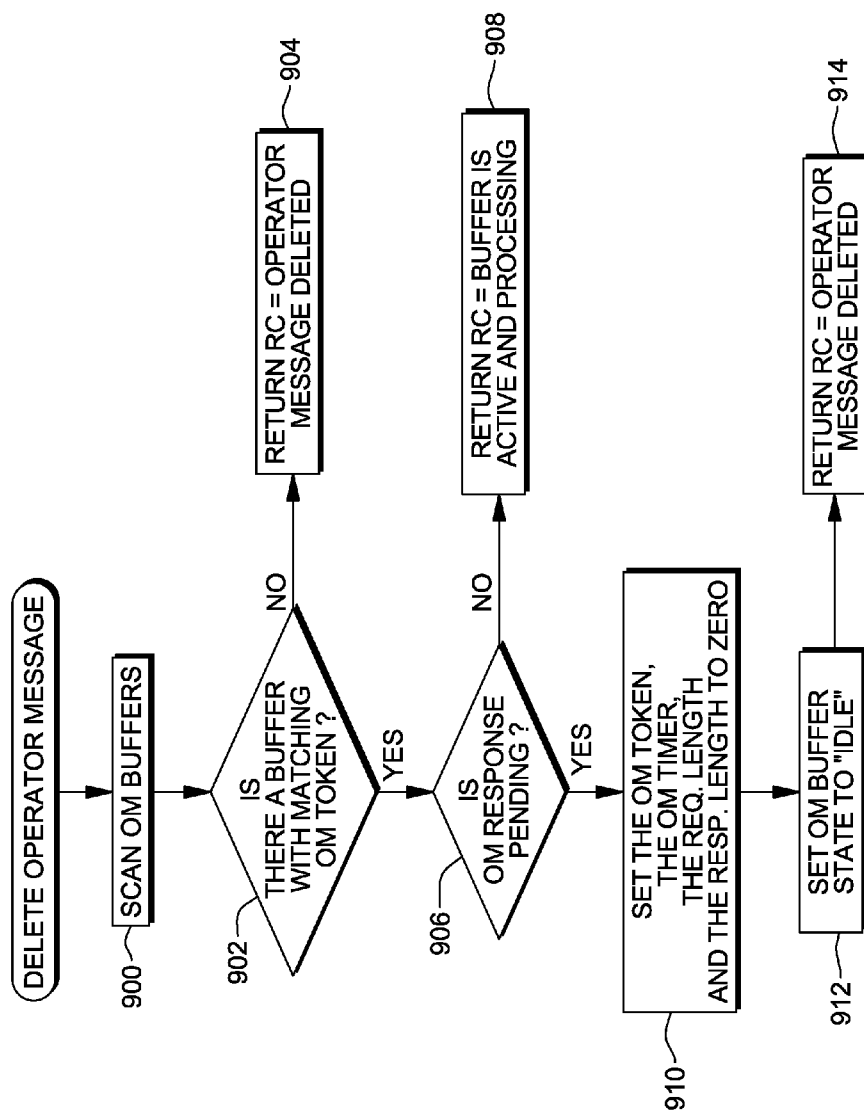 DELETE OPERATOR MESSAGE
SCAN OM BUFFERS
900
IS
THERE A BUFFER
WITH MATCHING
OM TOKEN ?
902
NO
RETURN RC = OPERATOR
MESSAGE DELETED
904
YES
IS
OM RESPONSE
PENDING ?
906
NO
RETURN RC = BUFFER IS
ACTIVE AND PROCESSING
908
YES
SET THE OM TOKEN,
THE OM TIMER,
THE REQ. LENGTH
AND THE RESP. LENGTH TO ZERO
910
SET OM BUFFER
STATE TO "IDLE"
912
RETURN RC = OPERATOR
MESSAGE DELETED
914